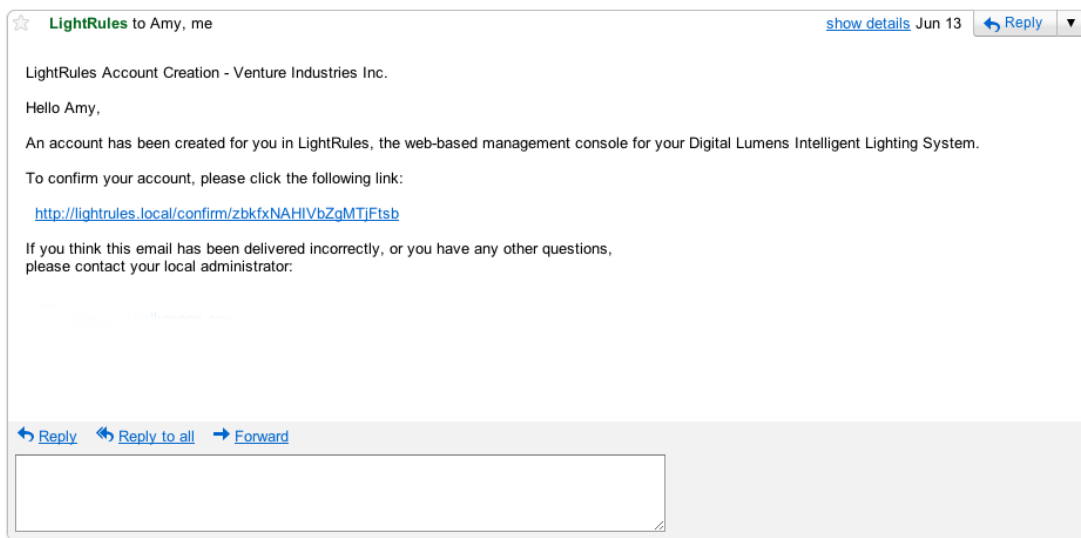 LightRules to Amy, me show details Jun 13 Reply
LightRules Account Creation - Venture Industries Inc.
Hello Amy,
An account has been created for you in LightRules, the web-based management console for your Digital Lumens Intelligent Lighting System.
To confirm your account, please click the following link:
http://lightrules.local/confirm/zbkfxNAHIVbZgMTjFtsb
If you think this email has been delivered incorrectly, or you have any other questions,
please contact your local administrator:
Reply Reply to all Forward